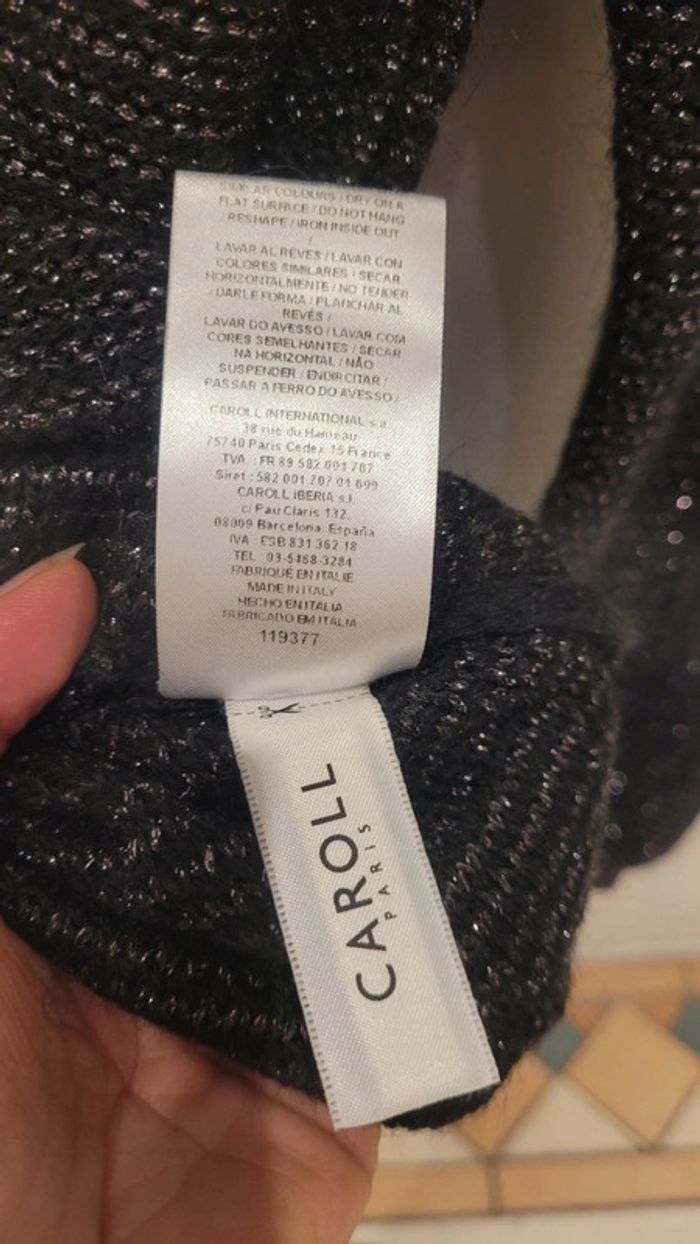 SIMILAR COLOURS / DRY ON A
FLAT SURFACE / DO NOT HANG
/ RESHAPE / IRON INSIDE OUT
/
LAVAR AL REVÉS / LAVAR CON
COLORES SIMILARES / SECAR
HORIZONTALMENTE / NO TENDER
/ DARLE FORMA / PLANCHAR AL
REVÉS /
LAVAR DO AVESSO / LAVAR COM
CORES SEMELHANTES / SECAR
NA HORIZONTAL / NÃO
SUSPENDER / ENDIRCITAR /
PASSAR A FERRO DO AVESSO /
CAROLL INTERNATIONAL s.a.
38 rue du Hameau
75740 Paris Cedex 15 France
TVA. : FR 89 582 001 707
Siret : 582 001 707 01 699
CAROLL IBERIA s.l.
c/ Pau Claris 132,
08009 Barcelona, España
IVA : ESB 831 362 18
TEL : 03-5468-3284
FABRIQUÉ EN ITALIE
MADE IN ITALY
HECHO EN ITALIA
FABRICADO EM ITALIA
119377
CAROLL
PARIS